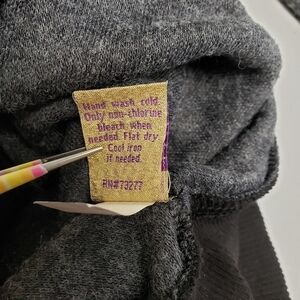 Hand wash cold.
Only non-chlorine
bleach when
needed. Flat dry
Cool iron
if needed.
RN#73277